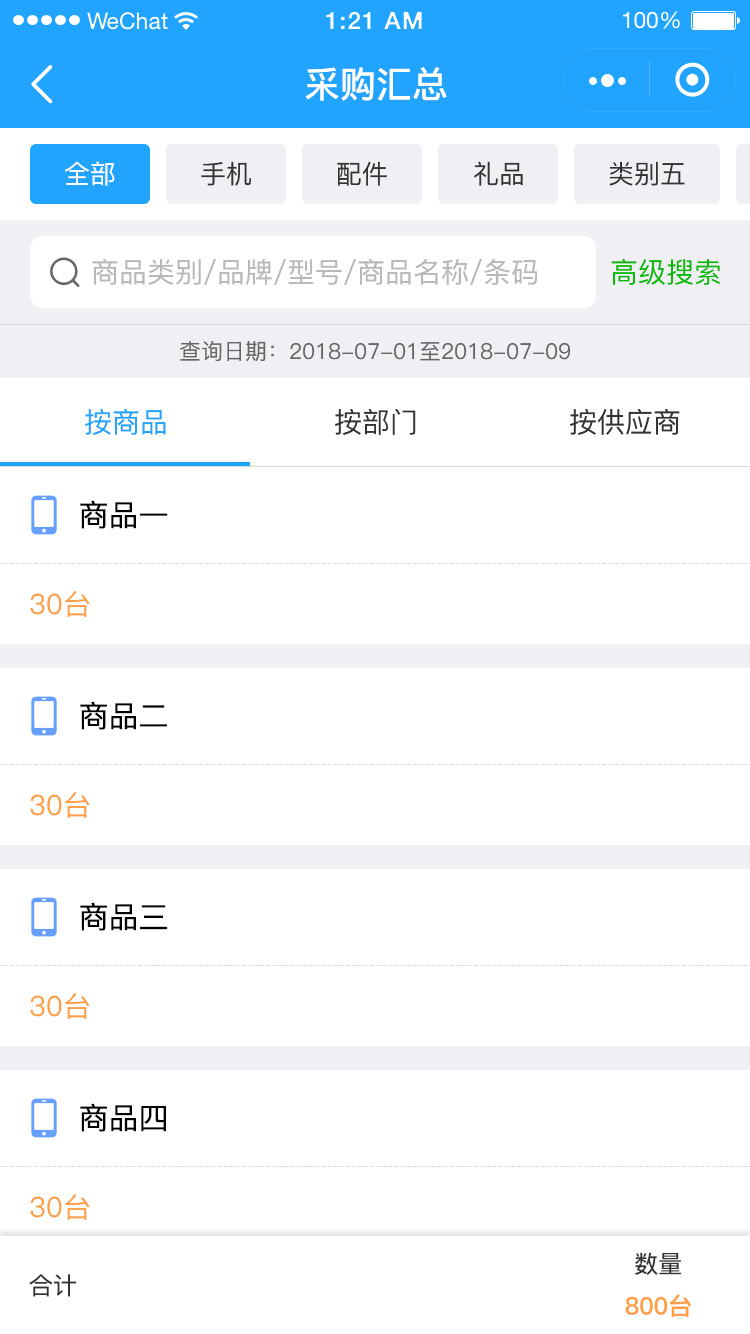 WeChat 1:21 AM 100%
采购汇总
全部 手机 配件 礼品 类别五
商品类别/品牌/型号/商品名称/条码 高级搜索
查询日期：2018-07-01至2018-07-09
按商品 按部门 按供应商
商品一
30台
商品二
30台
商品三
30台
商品四
30台
数量
合计
800台